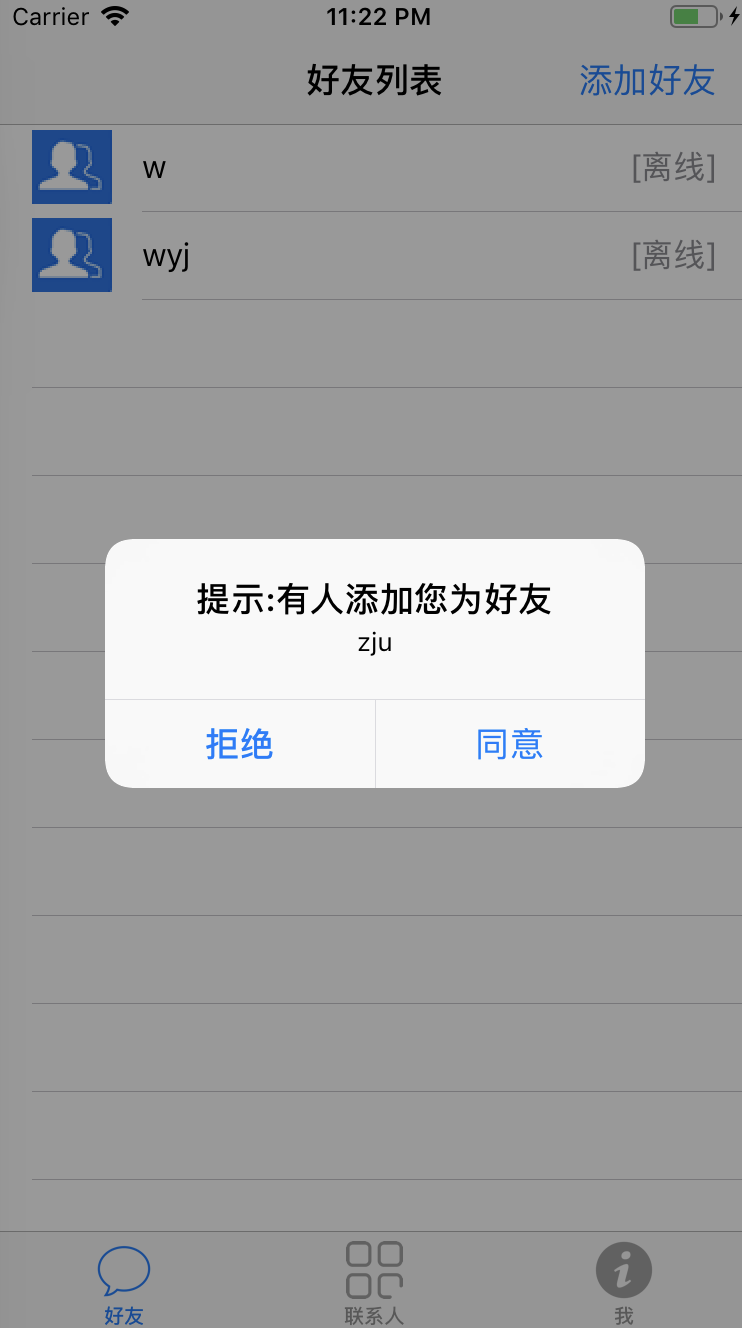 Carrier 11:22 PM
好友列表 添加好友
w [离线]
wyj [离线]
提示:有人添加您为好友
zju
拒绝 同意
好友 联系人 我